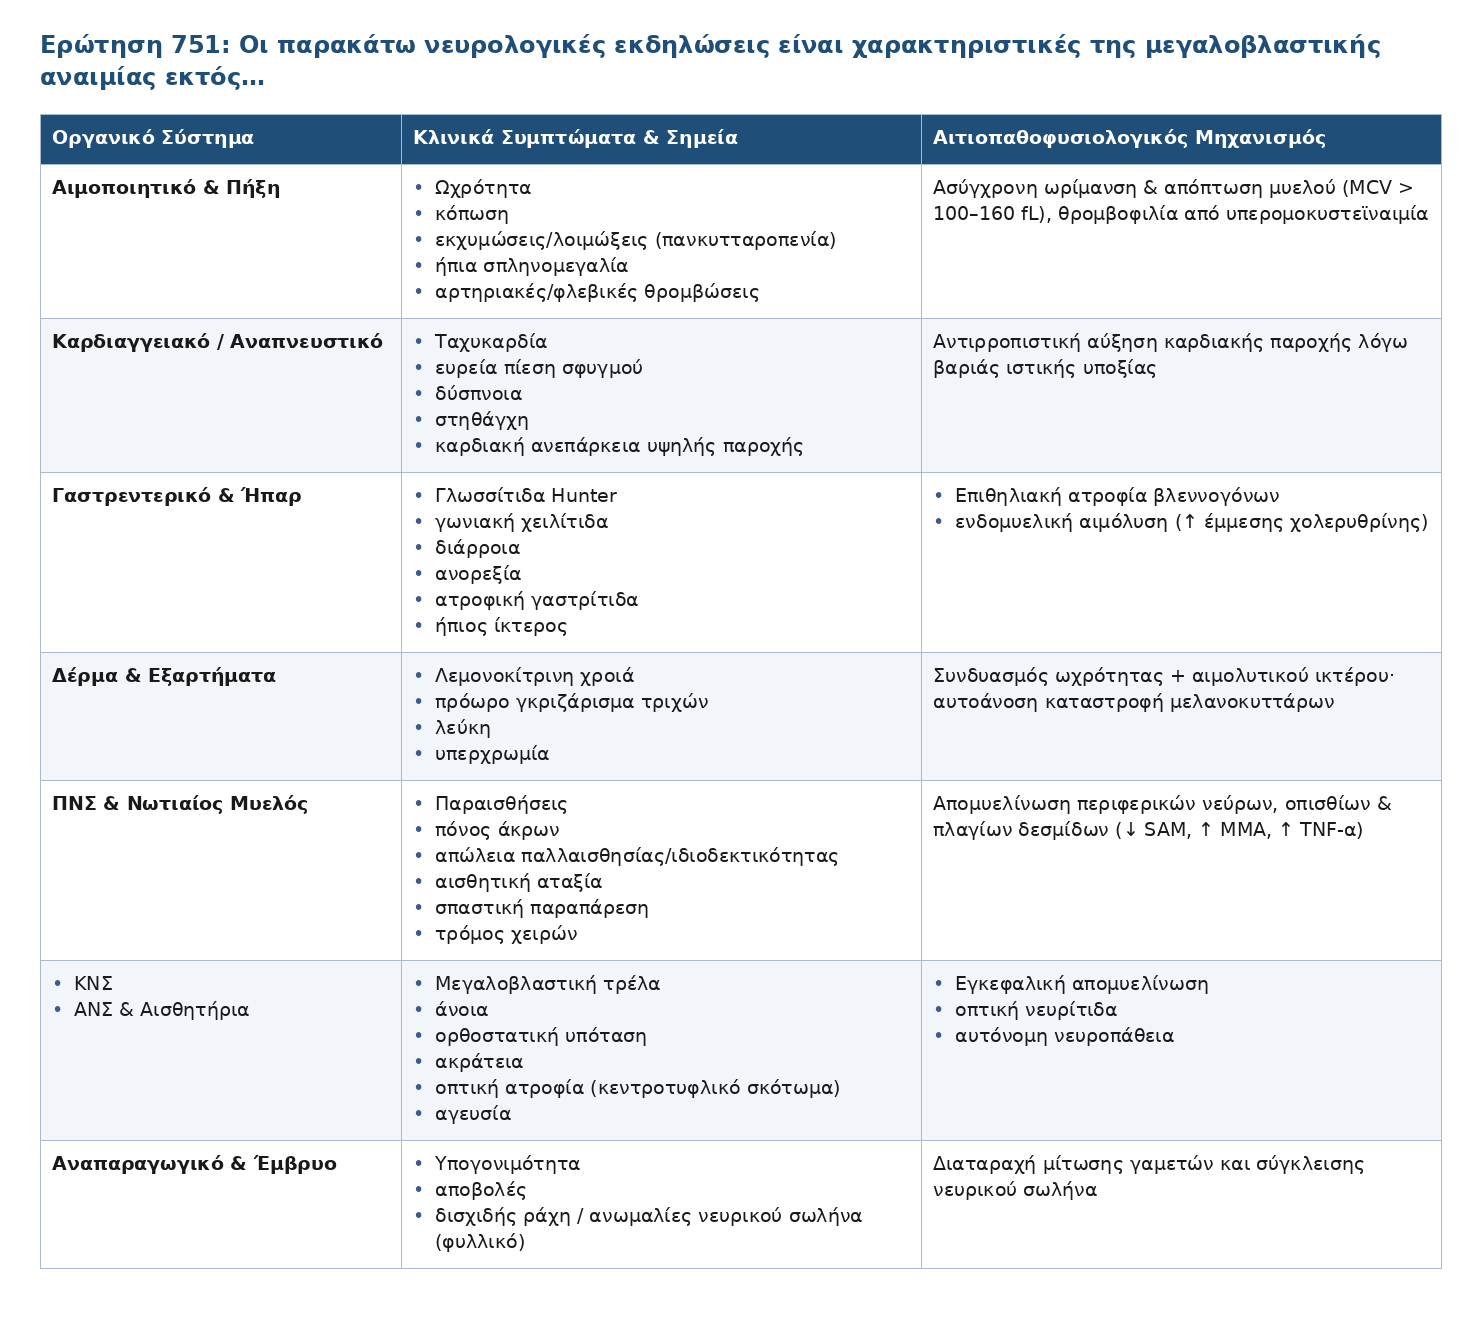 Ερώτηση 751: Οι παρακάτω νευρολογικές εκδηλώσεις είναι χαρακτηριστικές της μεγαλοβλαστικής
αναιμίας εκτός...
Οργανικό Σύστημα
Κλινικά Συμπτώματα & Σημεία
Αιτιοπαθοφυσιολογικός Μηχανισμός
Αιμοποιητικό & Πήξη
• Ωχρότητα
• κόπωση
• εκχυμώσεις/λοιμώξεις (πανκυτταροπενία)
• ήπια σπληνομεγαλία
• αρτηριακές/φλεβικές θρομβώσεις
Ασύγχρονη ωρίμανση & απόπτωση μυελού (MCV >
100–160 fL), θρομβοφιλία από υπερομοκυστεϊναιμία
Καρδιαγγειακό / Αναπνευστικό
• Ταχυκαρδία
• ευρεία πίεση σφυγμού
• δύσπνοια
• στηθάγχη
• καρδιακή ανεπάρκεια υψηλής παροχής
Αντιρροπιστική αύξηση καρδιακής παροχής λόγω
βαριάς ιστικής υποξίας
Γαστρεντερικό & Ήπαρ
• Γλωσσίτιδα Hunter
• γωνιακή χειλίτιδα
• διάρροια
• ανορεξία
• ατροφική γαστρίτιδα
• ήπιος ίκτερος
• Επιθηλιακή ατροφία βλεννογόνων
• ενδομυελική αιμόλυση (↑ έμμεσης χολερυθρίνης)
Δέρμα & Εξαρτήματα
• Λεμονοκίτρινη χροιά
• πρόωρο γκριζάρισμα τριχών
• λεύκη
• υπερχρωμία
Συνδυασμός ωχρότητας + αιμολυτικού ικτέρου·
αυτοάνοση καταστροφή μελανοκυττάρων
ΠΝΣ & Νωτιαίος Μυελός
• Παραισθήσεις
• πόνος άκρων
• απώλεια παλλαισθησίας/ιδιοδεκτικότητας
• αισθητική αταξία
• σπαστική παραπάρεση
• τρόμος χειρών
Απομυελίνωση περιφερικών νεύρων, οπισθίων &
πλαγίων δεσμίδων (↓ SAM, ↑ MMA, ↑ TNF-α)
• ΚΝΣ
• ΑΝΣ & Αισθητήρια
• Μεγαλοβλαστική τρέλα
• άνοια
• ορθοστατική υπόταση
• ακράτεια
• οπτική ατροφία (κεντροτυφλικό σκότωμα)
• αγευσία
• Εγκεφαλική απομυελίνωση
• οπτική νευρίτιδα
• αυτόνομη νευροπάθεια
Αναπαραγωγικό & Έμβρυο
• Υπογονιμότητα
• αποβολές
• δισχιδής ράχη / ανωμαλίες νευρικού σωλήνα
(φυλλικό)
Διαταραχή μίτωσης γαμετών και σύγκλεισης
νευρικού σωλήνα